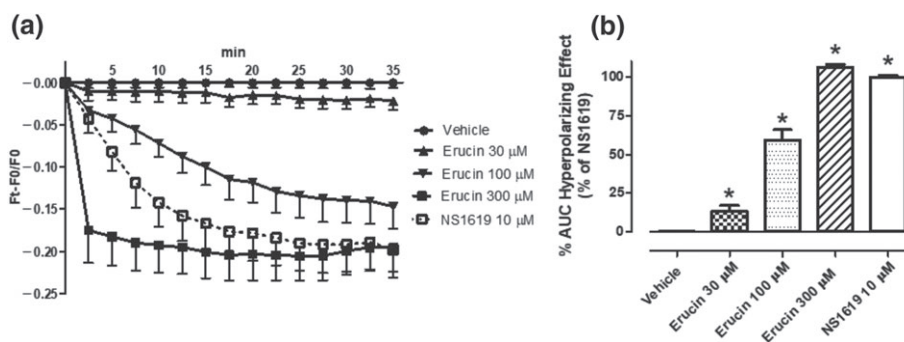 (a)
min
5 10 15 20 25 30 35
−0.00
−0.05
−0.10
−0.15
−0.20
−0.25
Ft-F0/F0
Vehicle
Erucin 30 μM
Erucin 100 μM
Erucin 300 μM
NS1619 10 μM
(b)
% AUC Hyperpolarizing Effect
(% of NS1619)
100
75
50
25
0
*
*
*
*
Vehicle
Erucin 30 μM
Erucin 100 μM
Erucin 300 μM
NS1619 10 μM